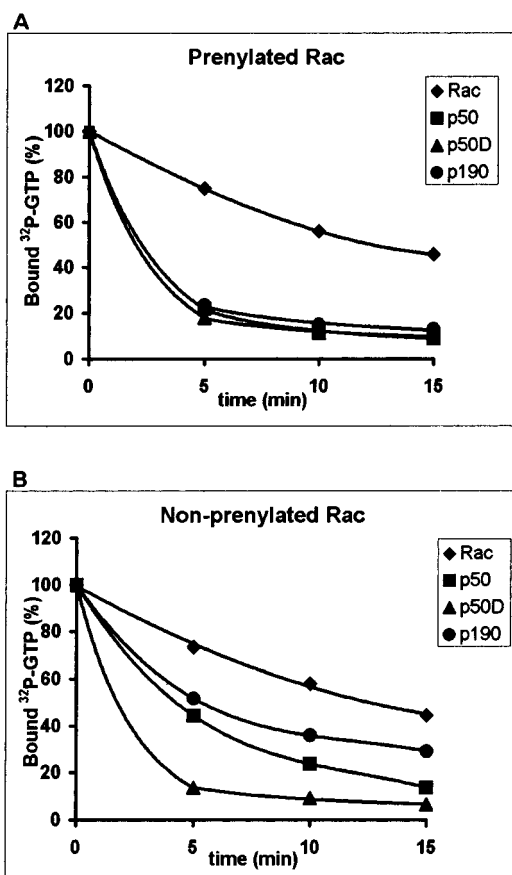 A
Prenylated Rac
120
100
80
60
40
20
0
Bound ³²P-GTP (%)
0 5 10 15
time (min)
Rac
p50
p50D
p190
B
Non-prenylated Rac
120
100
80
60
40
20
0
Bound ³²P-GTP (%)
0 5 10 15
time (min)
Rac
p50
p50D
p190